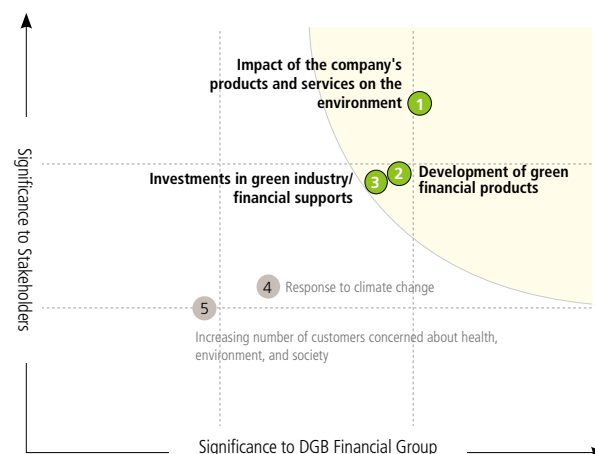 Impact of the company's
products and services on the
environment
1
Investments in green industry/
financial supports
3
2
Development of green
financial products
4
Response to climate change
5
Increasing number of customers concerned about health,
environment, and society
Significance to Stakeholders
Significance to DGB Financial Group